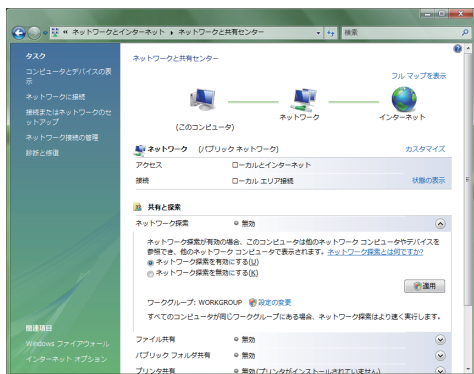 « ネットワークとインターネット ▸ ネットワークと共有センター
検索
タスク
コンピュータとデバイスの表
示
ネットワークに接続
接続またはネットワークのセ
ットアップ
ネットワーク接続の管理
診断と修復
ネットワークと共有センター
フル マップを表示
(このコンピュータ)
ネットワーク
インターネット
ネットワーク (パブリック ネットワーク)
カスタマイズ
アクセス
ローカルとインターネット
接続
ローカル エリア接続
状態の表示
共有と探索
ネットワーク探索
無効
ネットワーク探索が有効の場合、このコンピュータは他のネットワーク コンピュータやデバイスを
参照でき、他のネットワーク コンピュータで表示されます。ネットワーク探索とは何ですか?
ネットワーク探索を有効にする(U)
ネットワーク探索を無効にする(K)
適用
ワークグループ: WORKGROUP 設定の変更
すべてのコンピュータが同じワークグループにある場合、ネットワーク探索はより速く実行します。
ファイル共有
無効
パブリック フォルダ共有
無効
プリンタ共有
無効(プリンタがインストールされていません)
関連項目
Windows ファイアウォール
インターネット オプション